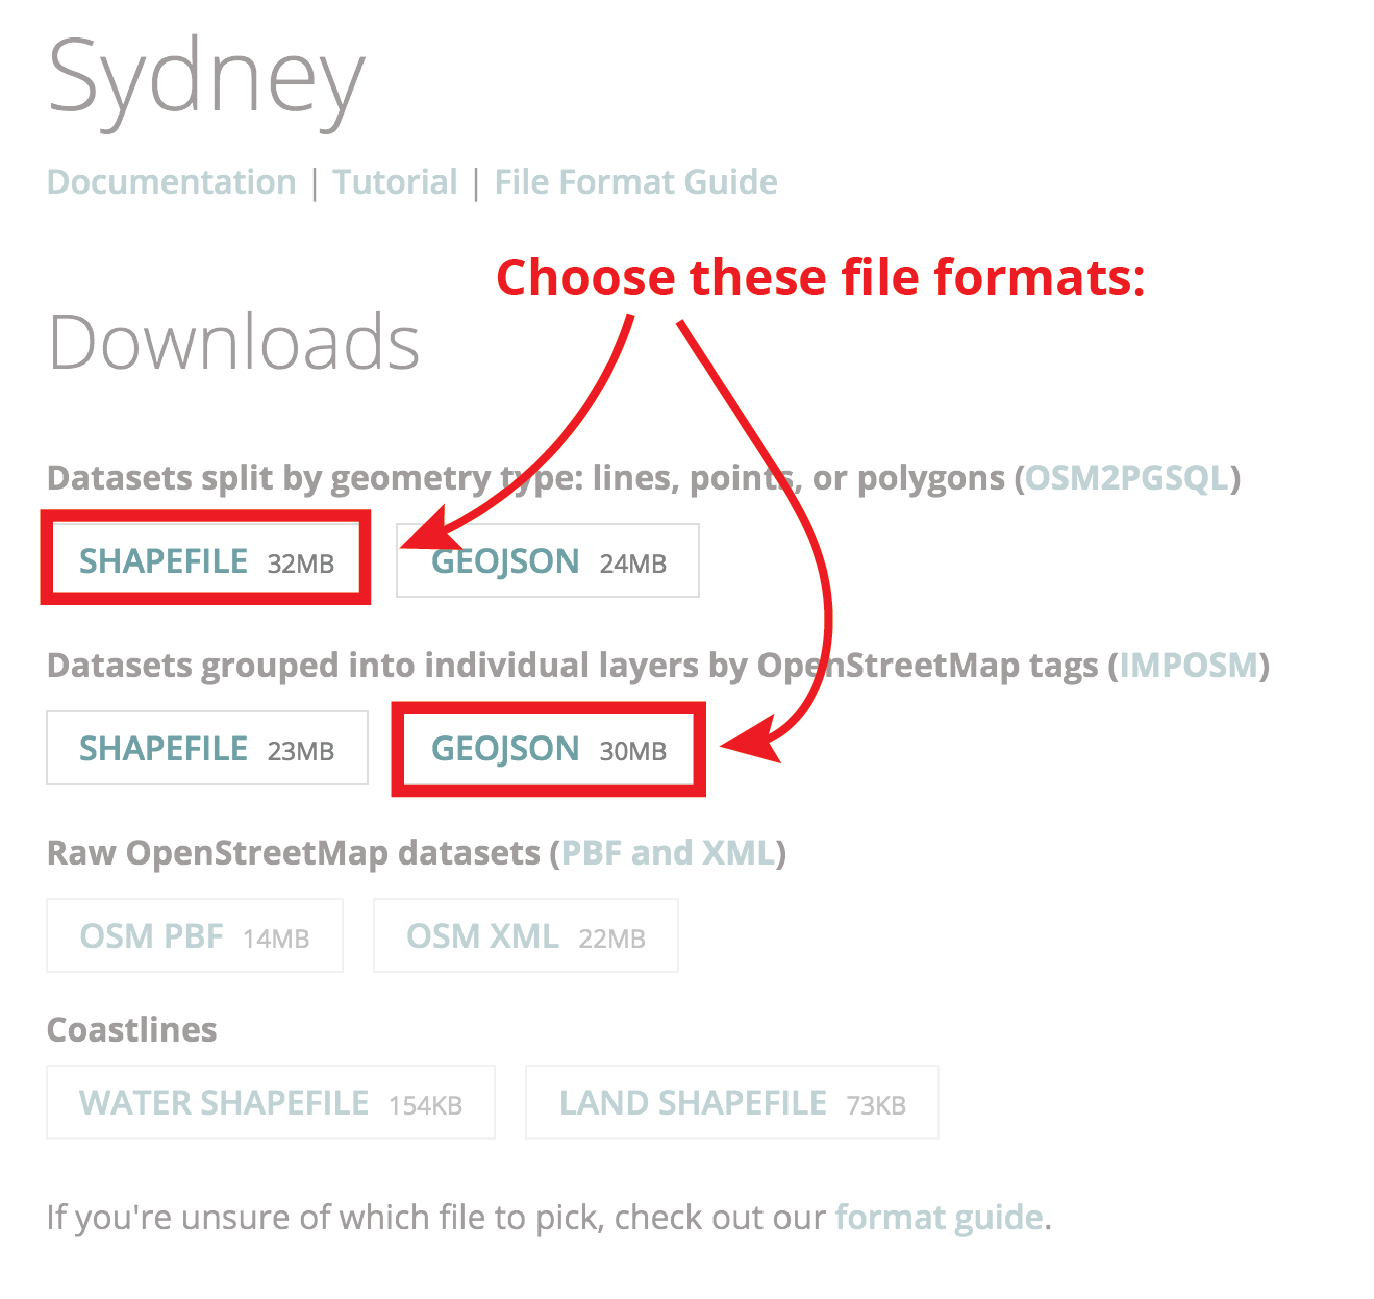 Sydney
Documentation | Tutorial | File Format Guide
Choose these file formats:
Downloads
Datasets split by geometry type: lines, points, or polygons (OSM2PGSQL)
SHAPEFILE 32MB GEOJSON 24MB
Datasets grouped into individual layers by OpenStreetMap tags (IMPOSM)
SHAPEFILE 23MB GEOJSON 30MB
Raw OpenStreetMap datasets (PBF and XML)
OSM PBF 14MB OSM XML 22MB
Coastlines
WATER SHAPEFILE 154KB LAND SHAPEFILE 73KB
If you're unsure of which file to pick, check out our format guide.